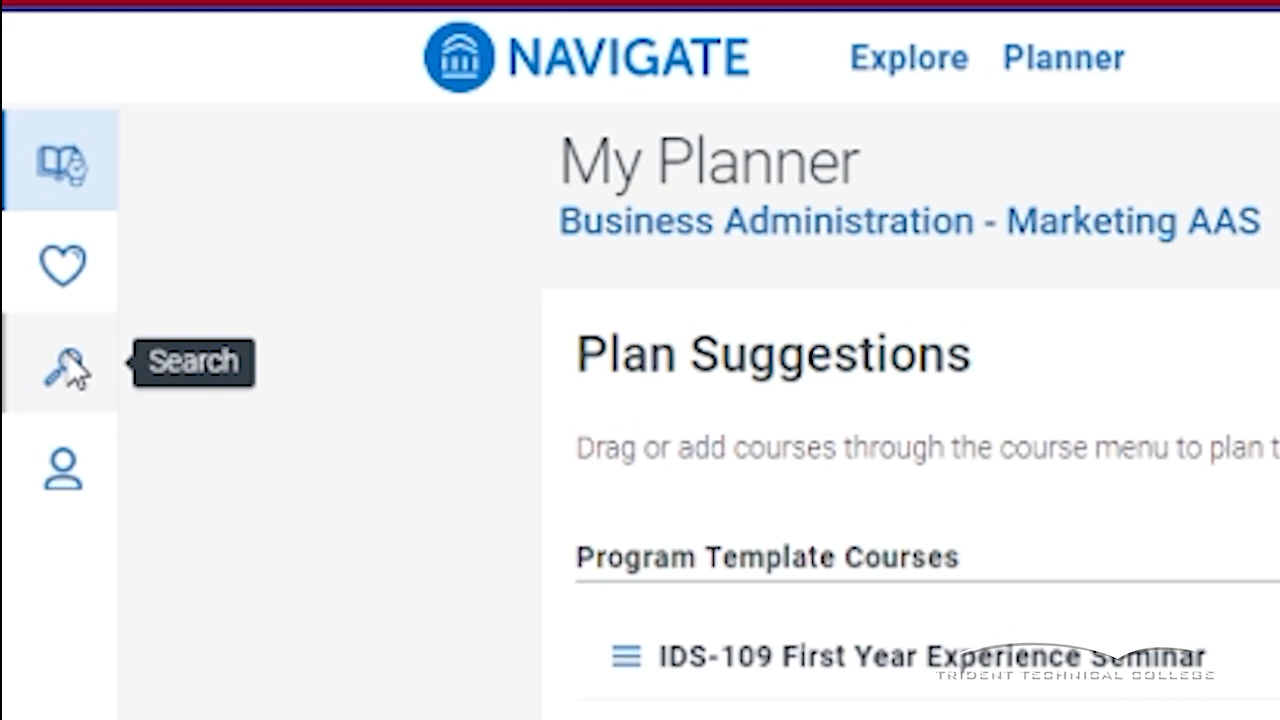 NAVIGATE
Explore
Planner
My Planner
Business Administration - Marketing AAS
Search
Plan Suggestions
Drag or add courses through the course menu to plan t
Program Template Courses
IDS-109 First Year Experience Seminar
TRIDENT TECHNICAL COLLEGE